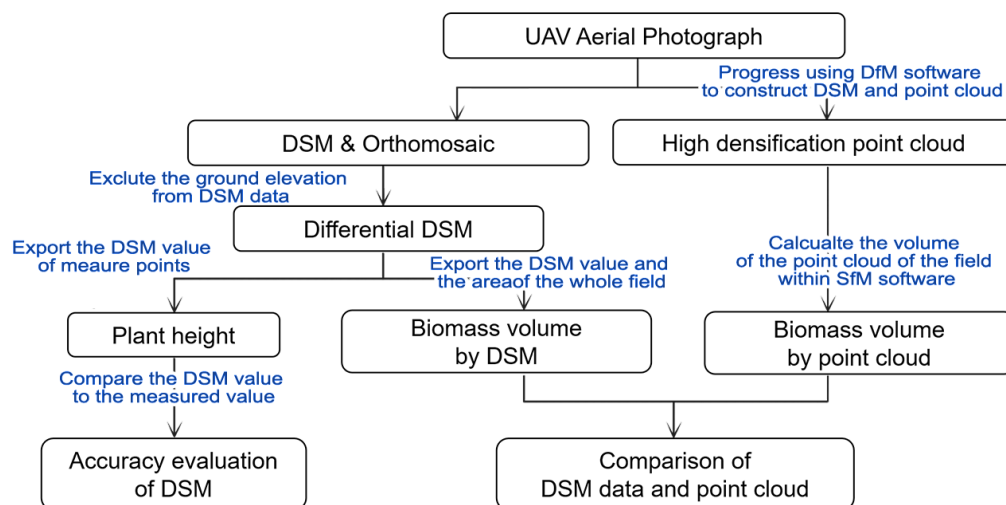 UAV Aerial Photograph
Progress using DfM software
to construct DSM and point cloud
DSM & Orthomosaic
High densification point cloud
Exclute the ground elevation
from DSM data
Differential DSM
Export the DSM value
of meaure points
Export the DSM value and
the areaof the whole field
Calcualte the volume
of the point cloud of the field
within SfM software
Plant height
Biomass volume
by DSM
Biomass volume
by point cloud
Compare the DSM value
to the measured value
Accuracy evaluation
of DSM
Comparison of
DSM data and point cloud